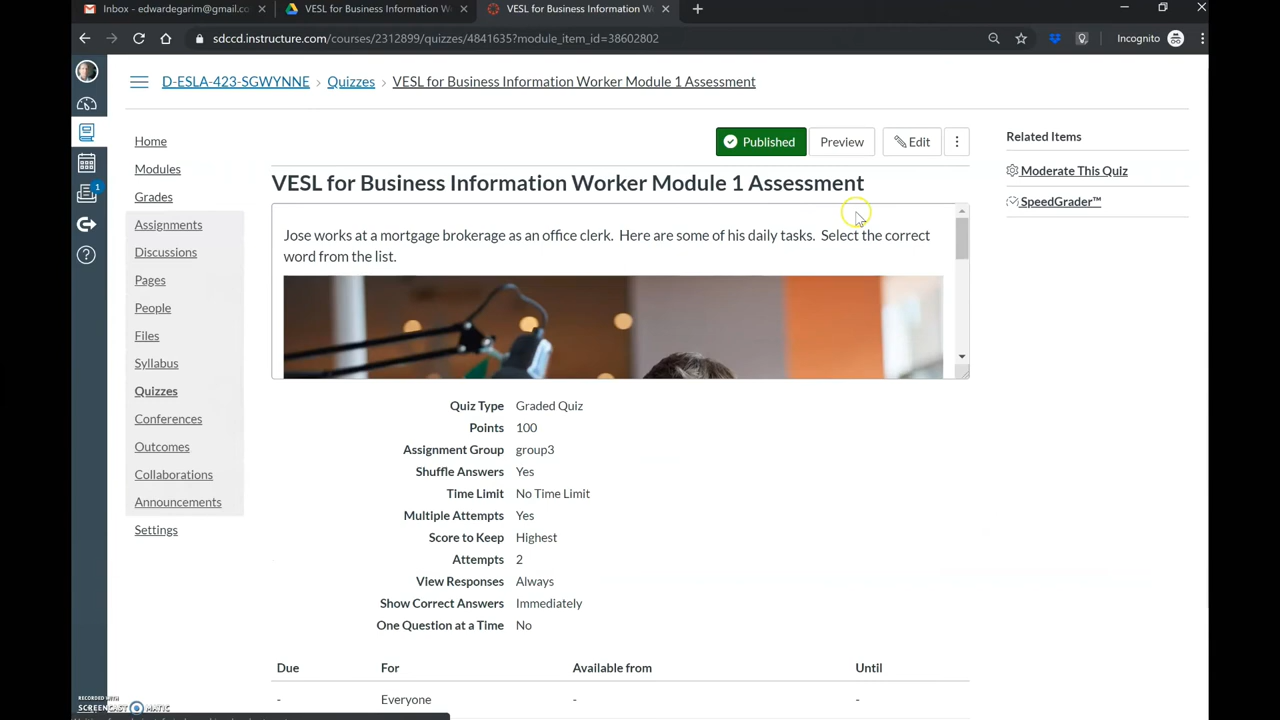 Inbox - edwardegarim@gmail.co
VESL for Business Information W
VESL for Business Information W
sdccd.instructure.com/courses/2312899/quizzes/4841635?module_item_id=38602802
Incognito
D-ESLA-423-SGWYNNE > Quizzes > VESL for Business Information Worker Module 1 Assessment
Home
Modules
Grades
Assignments
Discussions
Pages
People
Files
Syllabus
Quizzes
Conferences
Outcomes
Collaborations
Announcements
Settings
1
Published
Preview
Edit
VESL for Business Information Worker Module 1 Assessment
Jose works at a mortgage brokerage as an office clerk. Here are some of his daily tasks. Select the correct
word from the list.
Quiz Type Graded Quiz
Points 100
Assignment Group group3
Shuffle Answers Yes
Time Limit No Time Limit
Multiple Attempts Yes
Score to Keep Highest
Attempts 2
View Responses Always
Show Correct Answers Immediately
One Question at a Time No
Due For Available from Until
- Everyone - -
Related Items
Moderate This Quiz
SpeedGrader™
RECORDED WITH
SCREENCAST MATIC